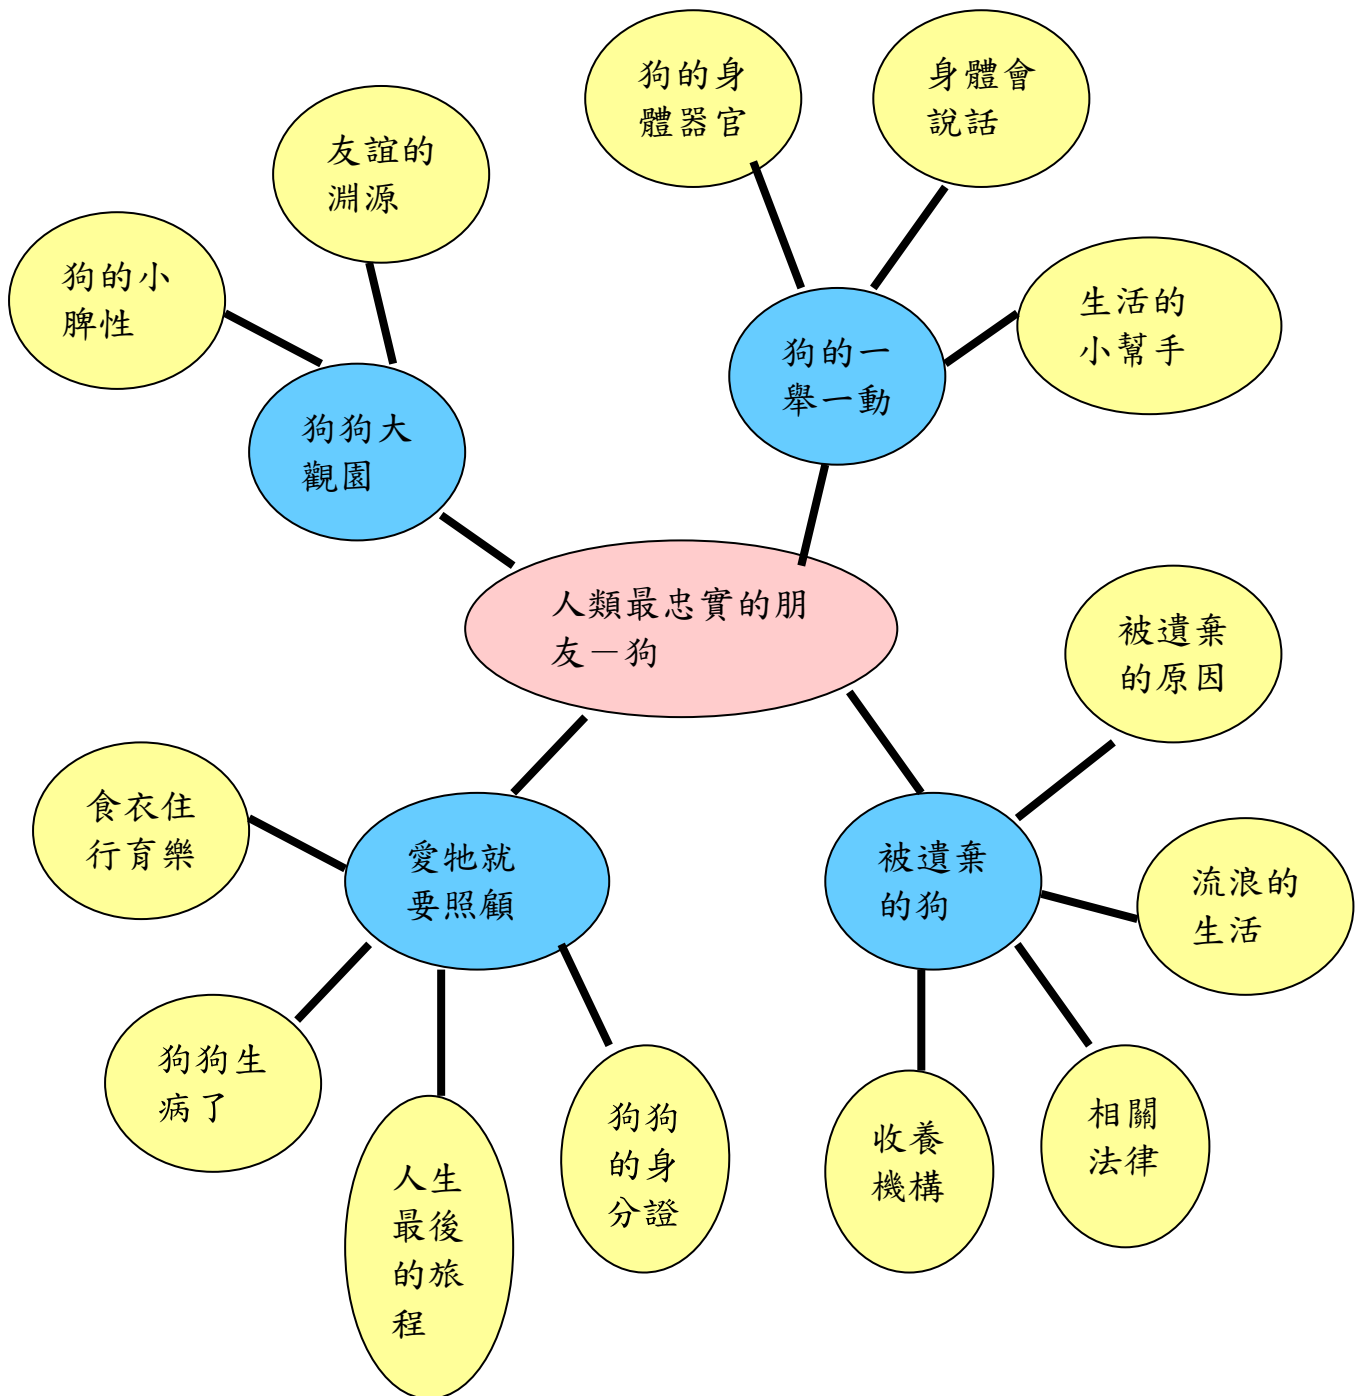 狗的身
體器官
身體會
說話
友誼的
淵源
狗的小
脾性
生活的
小幫手
狗的一
舉一動
狗狗大
觀園
人類最忠實的朋
友－狗
被遺棄
的原因
食衣住
行育樂
愛牠就
要照顧
被遺棄
的狗
流浪的
生活
狗狗生
病了
人生
最後
的旅
程
狗狗
的身
分證
收養
機構
相關
法律